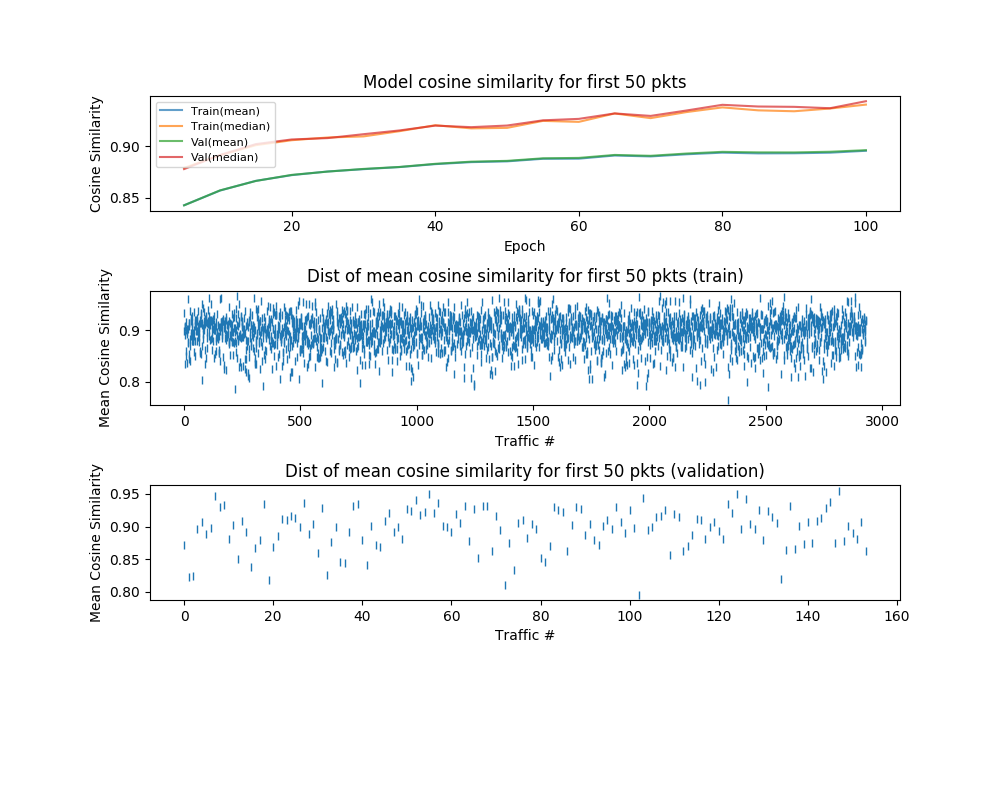 Model cosine similarity for first 50 pkts
Cosine Similarity
0.90
0.85
Train(mean)
Train(median)
Val(mean)
Val(median)
20 40 60 80 100
Epoch
Dist of mean cosine similarity for first 50 pkts (train)
Mean Cosine Similarity
0.9
0.8
0 500 1000 1500 2000 2500 3000
Traffic #
Dist of mean cosine similarity for first 50 pkts (validation)
Mean Cosine Similarity
0.95
0.90
0.85
0.80
0 20 40 60 80 100 120 140 160
Traffic #